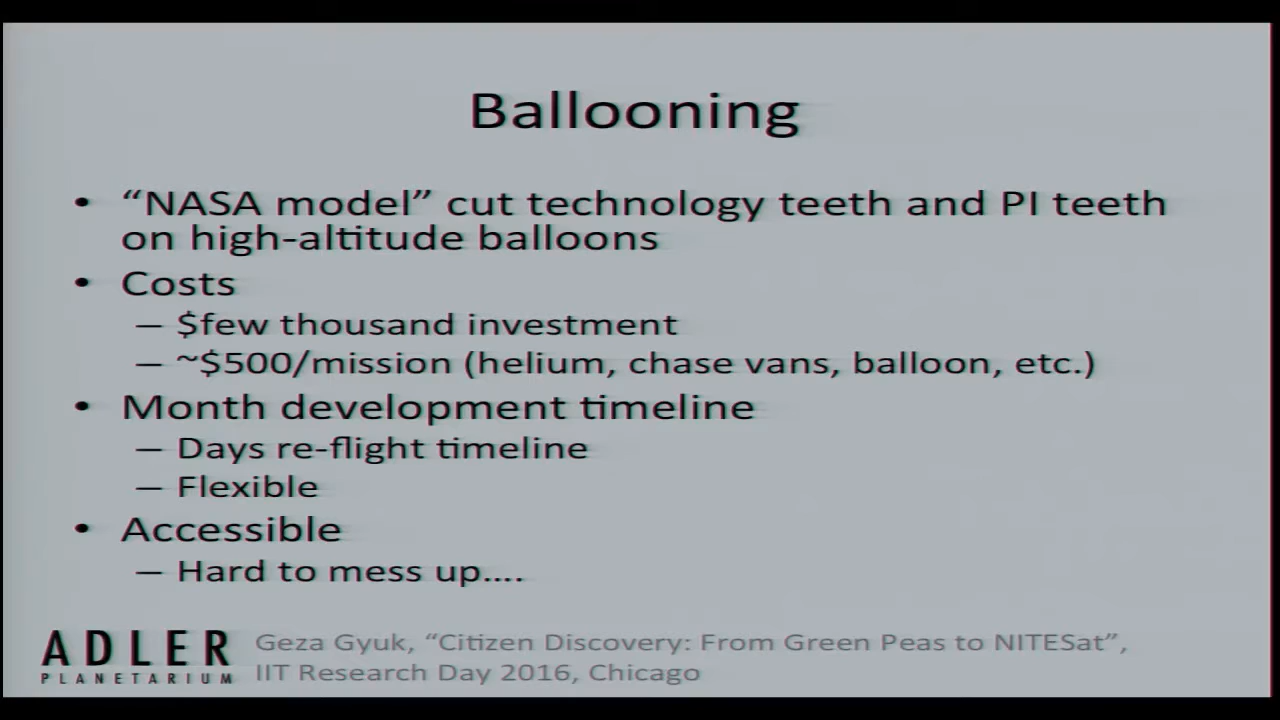 Ballooning
• “NASA model” cut technology teeth and PI teeth
on high-altitude balloons
• Costs
– $few thousand investment
– ~$500/mission (helium, chase vans, balloon, etc.)
• Month development timeline
– Days re-flight timeline
– Flexible
• Accessible
– Hard to mess up….
ADLER
PLANETARIUM
Geza Gyuk, “Citizen Discovery: From Green Peas to NITESat”,
IIT Research Day 2016, Chicago